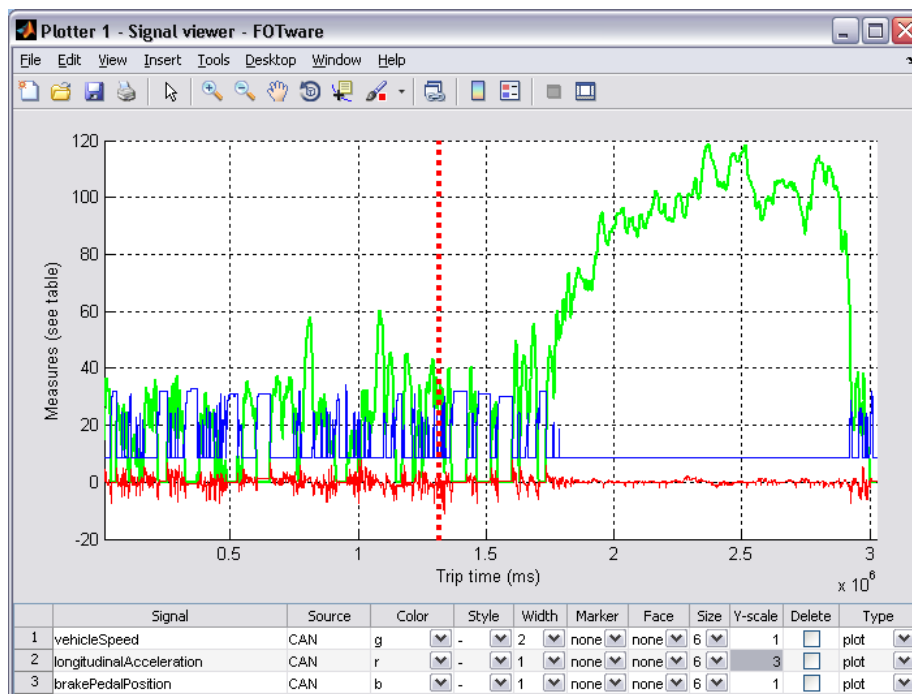 Plotter 1 - Signal viewer - FOTware
File Edit View Insert Tools Desktop Window Help
120
100
80
60
40
20
0
-20
Measures (see table)
0.5 1 1.5 2 2.5 3
Trip time (ms)
x 10^6
Signal Source Color Style Width Marker Face Size Y-scale Delete Type
1 vehicleSpeed CAN g - 2 none none 6 1 plot
2 longitudinalAcceleration CAN r - 1 none none 6 3 plot
3 brakePedalPosition CAN b - 1 none none 6 1 plot